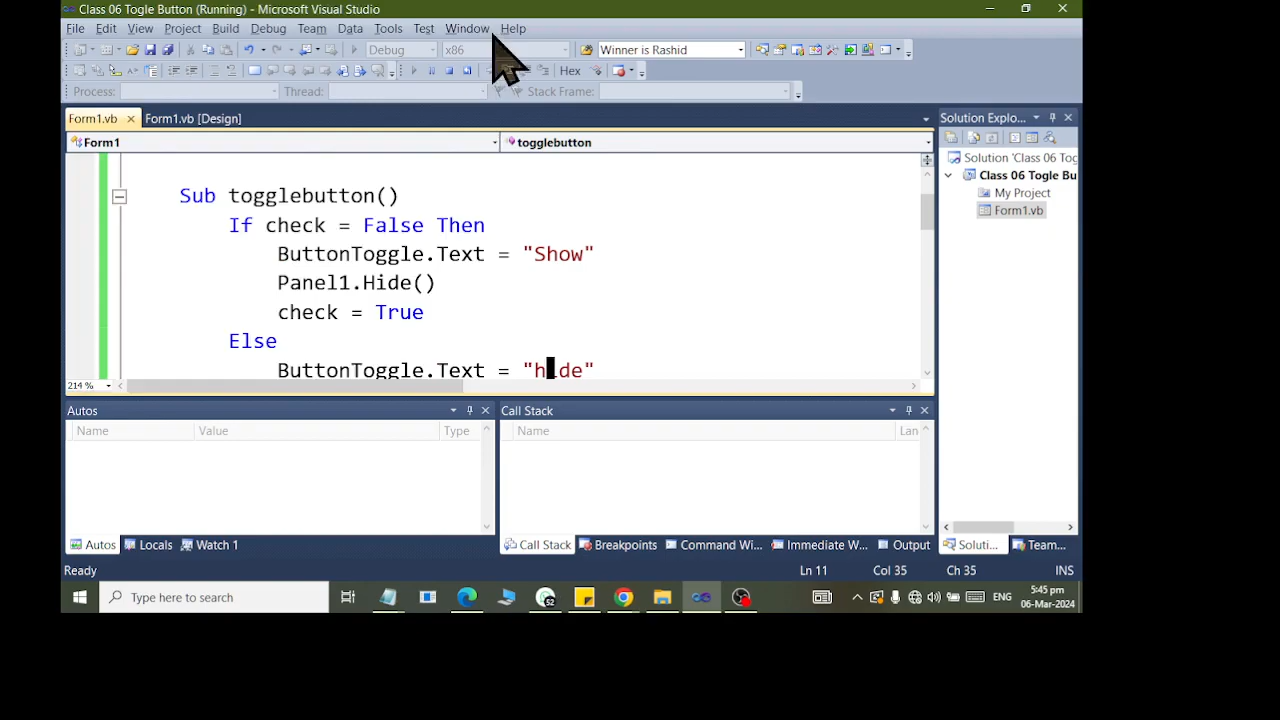 Class 06 Togle Button (Running) - Microsoft Visual Studio
File Edit View Project Build Debug Team Data Tools Test Window Help
Debug x86 Winner is Rashid
Hex
Process: Thread: Stack Frame:
Form1.vb Form1.vb [Design]
Form1 togglebutton
Sub togglebutton()
If check = False Then
ButtonToggle.Text = "Show"
Panel1.Hide()
check = True
Else
ButtonToggle.Text = "hide"
214 %
Solution Explo...
Solution 'Class 06 Tog
Class 06 Togle Bu
My Project
Form1.vb
Autos
Name Value Type
Call Stack
Name Lan
Autos Locals Watch 1
Call Stack Breakpoints Command Wi... Immediate W... Output
Soluti... Team...
Ready Ln 11 Col 35 Ch 35 INS
Type here to search
52
ENG
5:45 pm
06-Mar-2024